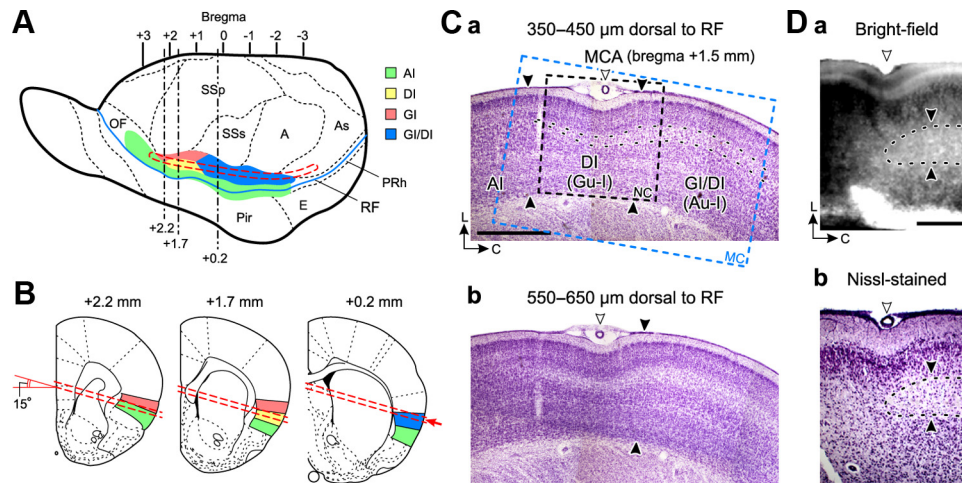 A
Bregma
+3 +2 +1 0 -1 -2 -3
AI
DI
GI
GI/DI
OF
SSp
SSs
A
As
PRh
RF
Pir
E
+2.2
+1.7
+0.2
B
+2.2 mm
+1.7 mm
+0.2 mm
15°
C a
350–450 µm dorsal to RF
MCA (bregma +1.5 mm)
AI
DI
(Gu-I)
NC
GI/DI
(Au-I)
MC
L
C
b
550–650 µm dorsal to RF
D a
Bright-field
L
C
b
Nissl-stained